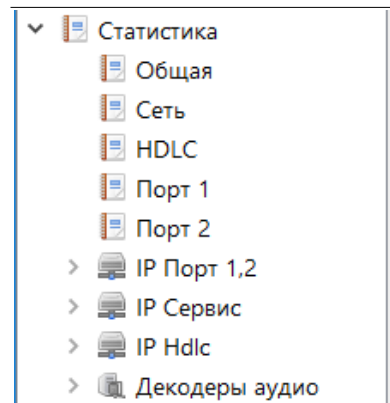 Статистика
Общая
Сеть
HDLC
Порт 1
Порт 2
IP Порт 1,2
IP Сервис
IP Hdlc
Декодеры аудио